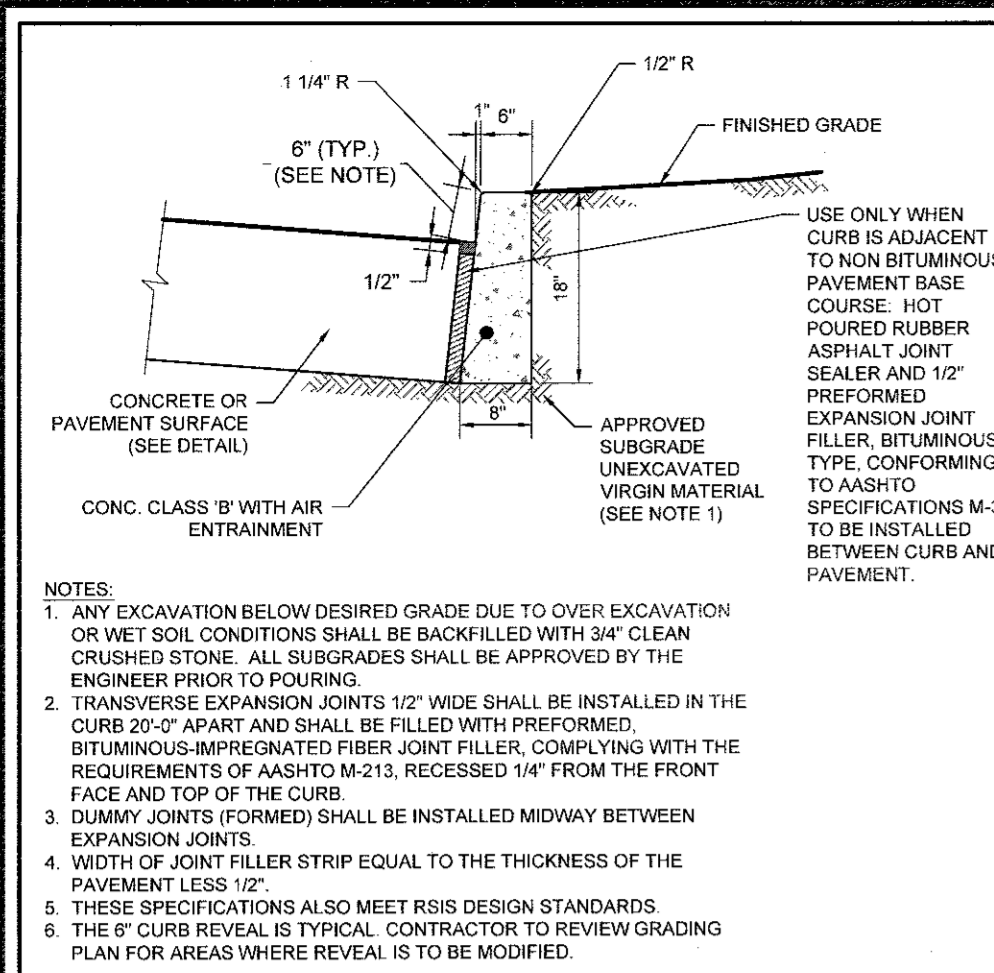 1 1/4" R
1/2" R
1" 6"
FINISHED GRADE
6" (TYP.)
(SEE NOTE)
1/2"
18"
8"
USE ONLY WHEN
CURB IS ADJACENT
TO NON BITUMINOUS
PAVEMENT BASE
COURSE: HOT
POURED RUBBER
ASPHALT JOINT
SEALER AND 1/2"
PREFORMED
EXPANSION JOINT
FILLER, BITUMINOUS
TYPE, CONFORMING
TO AASHTO
SPECIFICATIONS
TO BE INSTALLED
BETWEEN CURB AND
PAVEMENT.
CONCRETE OR
PAVEMENT SURFACE
(SEE DETAIL)
CONC. CLASS 'B' WITH AIR
ENTRAINMENT
APPROVED
SUBGRADE
UNEXCAVATED
VIRGIN MATERIAL
(SEE NOTE 1)
NOTES:
1. ANY EXCAVATION BELOW DESIRED GRADE DUE TO OVER EXCAVATION
OR WET SOIL CONDITIONS SHALL BE BACKFILLED WITH 3/4" CLEAN
CRUSHED STONE. ALL SUBGRADES SHALL BE APPROVED BY THE
ENGINEER PRIOR TO POURING.
2. TRANSVERSE EXPANSION JOINTS 1/2" WIDE SHALL BE INSTALLED IN THE
CURB 20'-0" APART AND SHALL BE FILLED WITH PREFORMED,
BITUMINOUS-IMPREGNATED FIBER JOINT FILLER, COMPLYING WITH THE
REQUIREMENTS OF AASHTO M-213, RECESSED 1/4" FROM THE FRONT
FACE AND TOP OF THE CURB.
3. DUMMY JOINTS (FORMED) SHALL BE INSTALLED MIDWAY BETWEEN
EXPANSION JOINTS.
4. WIDTH OF JOINT FILLER STRIP EQUAL TO THE THICKNESS OF THE
PAVEMENT LESS 1/2".
5. THESE SPECIFICATIONS ALSO MEET RSIS DESIGN STANDARDS.
6. THE 6" CURB REVEAL IS TYPICAL. CONTRACTOR TO REVIEW GRADING
PLAN FOR AREAS WHERE REVEAL IS TO BE MODIFIED.